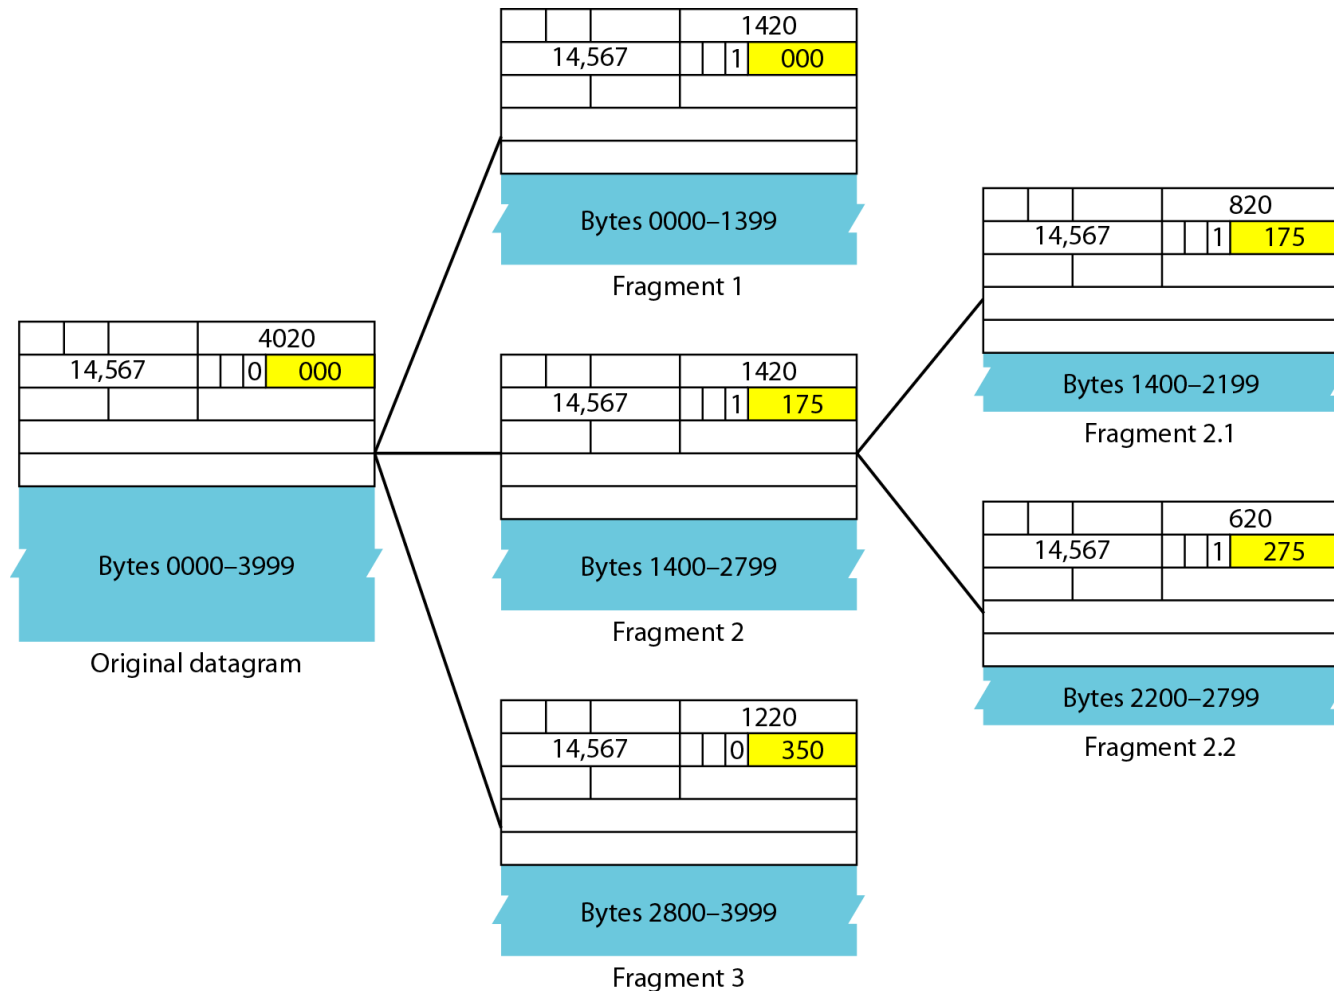 4020
14,567 0 000
Bytes 0000–3999
Original datagram
1420
14,567 1 000
Bytes 0000–1399
Fragment 1
1420
14,567 1 175
Bytes 1400–2799
Fragment 2
1220
14,567 0 350
Bytes 2800–3999
Fragment 3
820
14,567 1 175
Bytes 1400–2199
Fragment 2.1
620
14,567 1 275
Bytes 2200–2799
Fragment 2.2